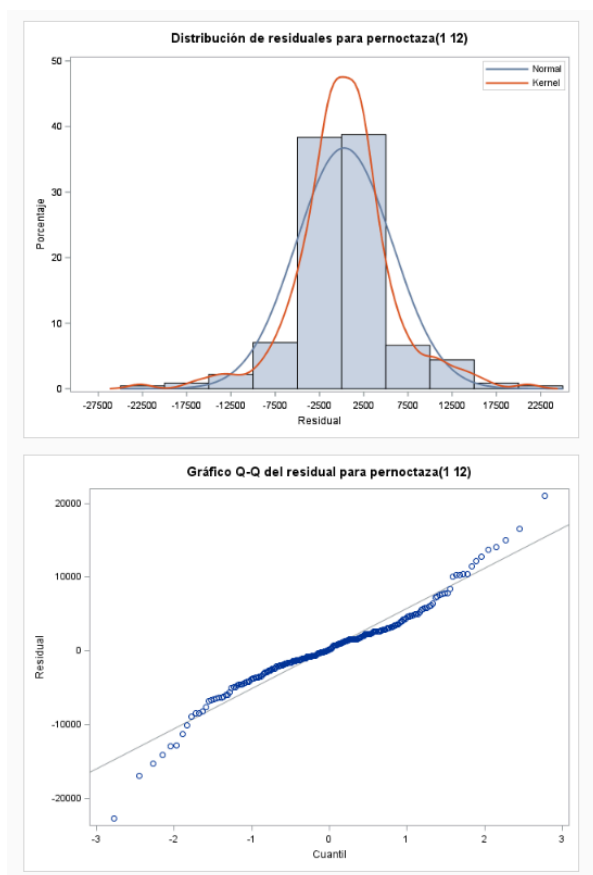 Distribución de residuales para pernoctaza(1 12)
50
40
30
20
10
0
Porcentaje
Normal
Kernel
-27500 -22500 -17500 -12500 -7500 -2500 2500 7500 12500 17500 22500
Residual
Gráfico Q-Q del residual para pernoctaza(1 12)
20000
10000
0
-10000
-20000
Residual
-3 -2 -1 0 1 2 3
Cuantil